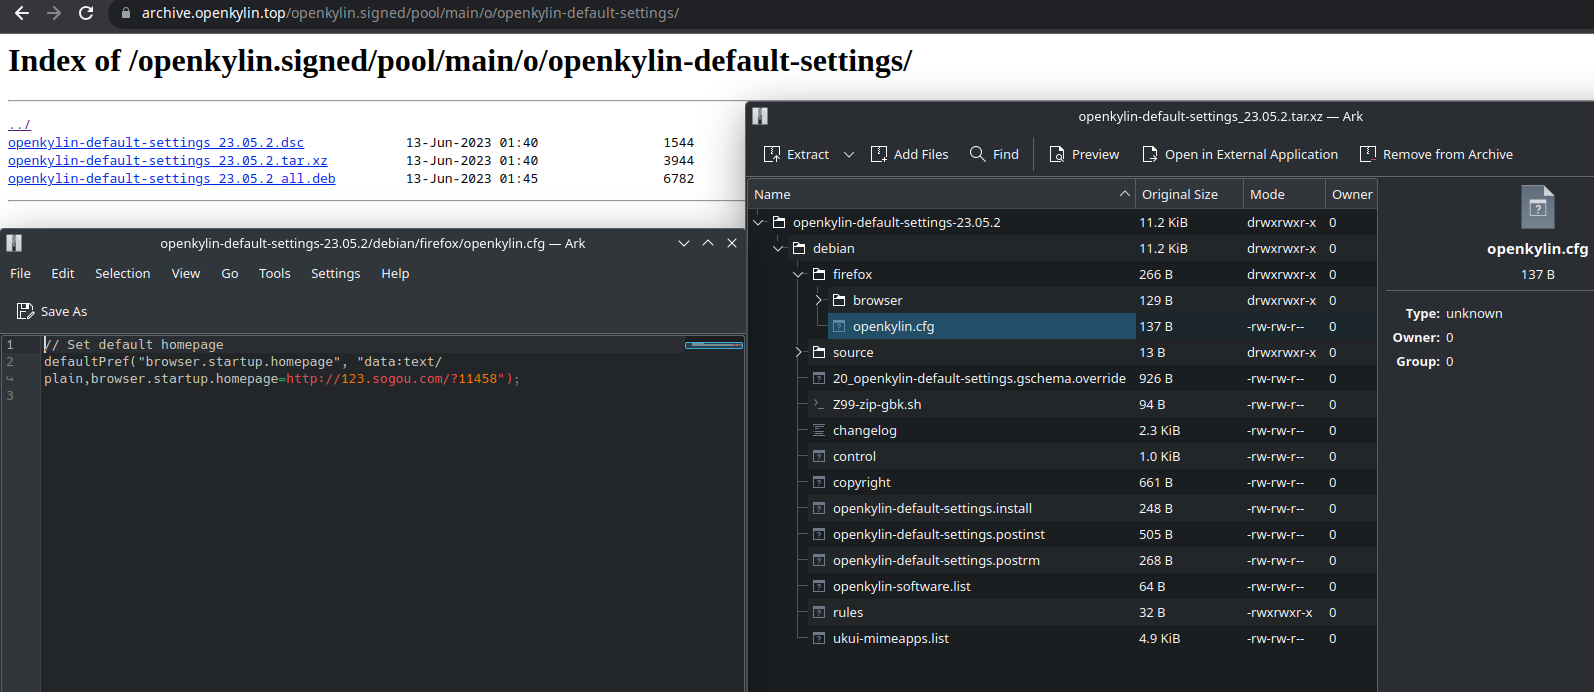 archive.openkylin.top/openkylin.signed/pool/main/o/openkylin-default-settings/
Index of /openkylin.signed/pool/main/o/openkylin-default-settings/
../
openkylin-default-settings_23.05.2.dsc 13-Jun-2023 01:40 1544
openkylin-default-settings_23.05.2.tar.xz 13-Jun-2023 01:40 3944
openkylin-default-settings_23.05.2_all.deb 13-Jun-2023 01:45 6782
openkylin-default-settings-23.05.2/debian/firefox/openkylin.cfg — Ark
File Edit Selection View Go Tools Settings Help
Save As
1 // Set default homepage
2 defaultPref("browser.startup.homepage", "data:text/
plain,browser.startup.homepage=http://123.sogou.com/?11458");
3
openkylin-default-settings_23.05.2.tar.xz — Ark
Extract Add Files Find Preview Open in External Application Remove from Archive
Name Original Size Mode Owner
openkylin-default-settings-23.05.2 11.2 KiB drwxrwxr-x 0
debian 11.2 KiB drwxrwxr-x 0
firefox 266 B drwxrwxr-x 0
browser 129 B drwxrwxr-x 0
openkylin.cfg 137 B -rw-rw-r-- 0
source 13 B drwxrwxr-x 0
20_openkylin-default-settings.gschema.override 926 B -rw-rw-r-- 0
Z99-zip-gbk.sh 94 B -rw-rw-r-- 0
changelog 2.3 KiB -rw-rw-r-- 0
control 1.0 KiB -rw-rw-r-- 0
copyright 661 B -rw-rw-r-- 0
openkylin-default-settings.install 248 B -rw-rw-r-- 0
openkylin-default-settings.postinst 505 B -rw-rw-r-- 0
openkylin-default-settings.postrm 268 B -rw-rw-r-- 0
openkylin-software.list 64 B -rw-rw-r-- 0
rules 32 B -rwxrwxr-x 0
ukui-mimeapps.list 4.9 KiB -rw-rw-r-- 0
openkylin.cfg
137 B
Type: unknown
Owner: 0
Group: 0